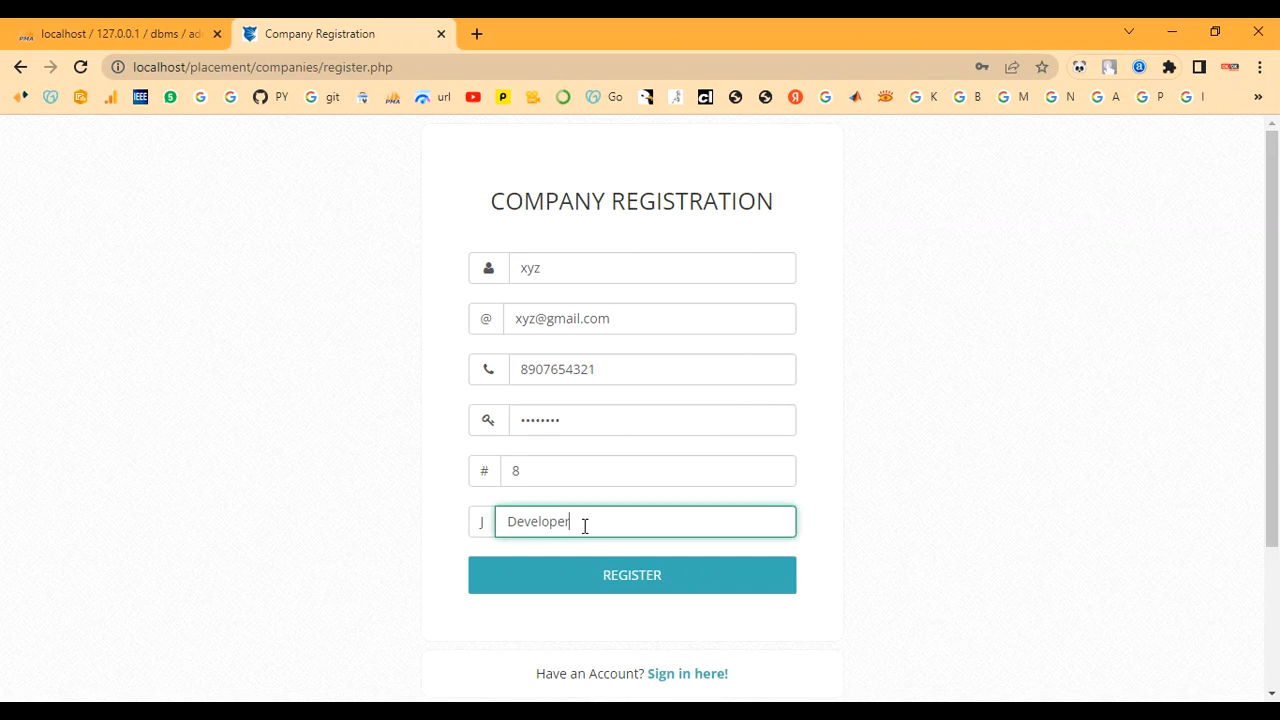 localhost / 127.0.0.1 / dbms / ad
Company Registration
localhost/placement/companies/register.php
IEEE
PY
git
url
Go
K
B
M
N
A
P
I
COMPANY REGISTRATION
xyz
@ xyz@gmail.com
8907654321
••••••••
# 8
J Developer
REGISTER
Have an Account? Sign in here!